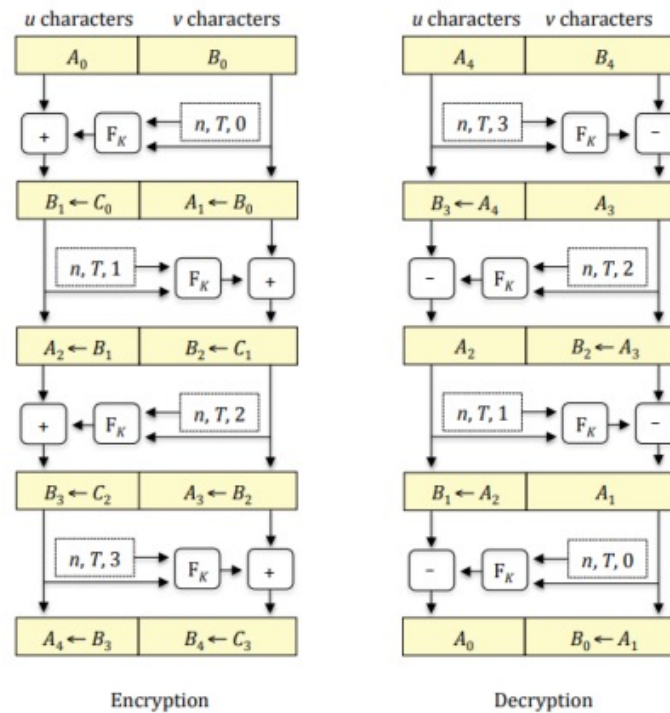 u characters v characters
A₀ B₀
+ F_K n, T, 0
B₁ ← C₀ A₁ ← B₀
n, T, 1 F_K +
A₂ ← B₁ B₂ ← C₁
+ F_K n, T, 2
B₃ ← C₂ A₃ ← B₂
n, T, 3 F_K +
A₄ ← B₃ B₄ ← C₃
Encryption
u characters v characters
A₄ B₄
n, T, 3 F_K −
B₃ ← A₄ A₃
− F_K n, T, 2
A₂ B₂ ← A₃
n, T, 1 F_K −
B₁ ← A₂ A₁
− F_K n, T, 0
A₀ B₀ ← A₁
Decryption